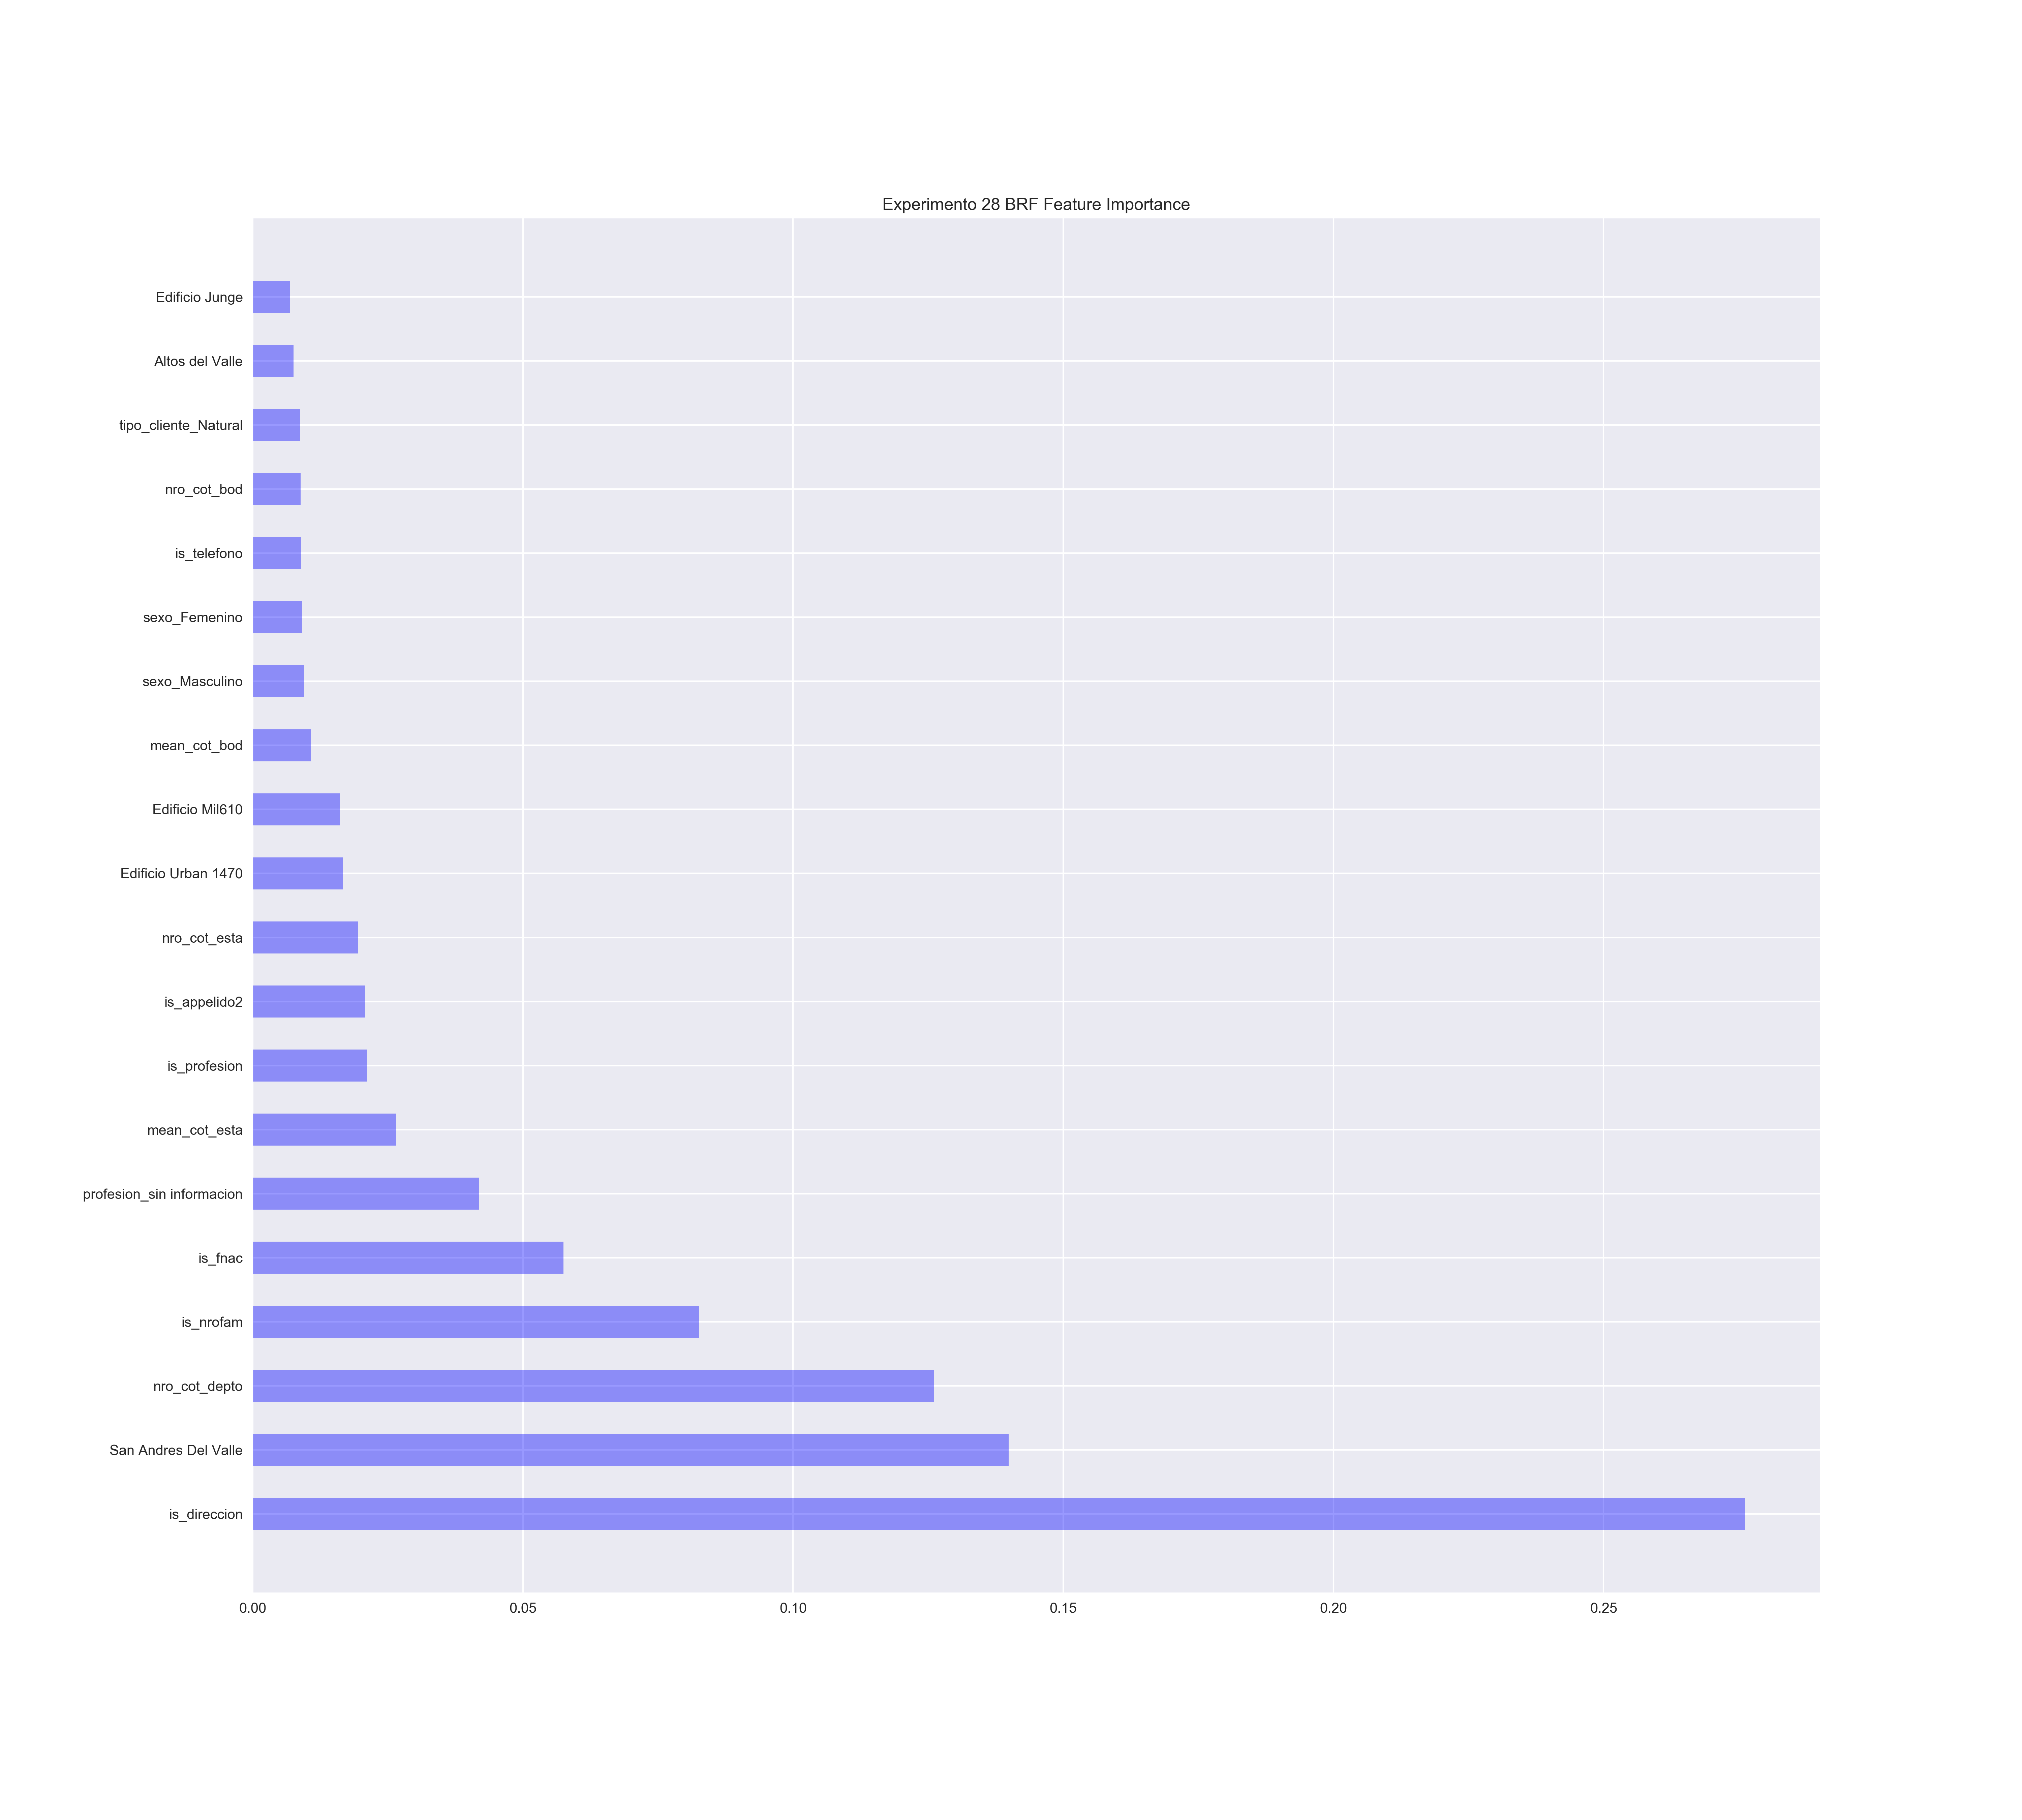 Experimento 28 BRF Feature Importance
Edificio Junge
Altos del Valle
tipo_cliente_Natural
nro_cot_bod
is_telefono
sexo_Femenino
sexo_Masculino
mean_cot_bod
Edificio Mil610
Edificio Urban 1470
nro_cot_esta
is_appelido2
is_profesion
mean_cot_esta
profesion_sin informacion
is_fnac
is_nrofam
nro_cot_depto
San Andres Del Valle
is_direccion
0.00 0.05 0.10 0.15 0.20 0.25